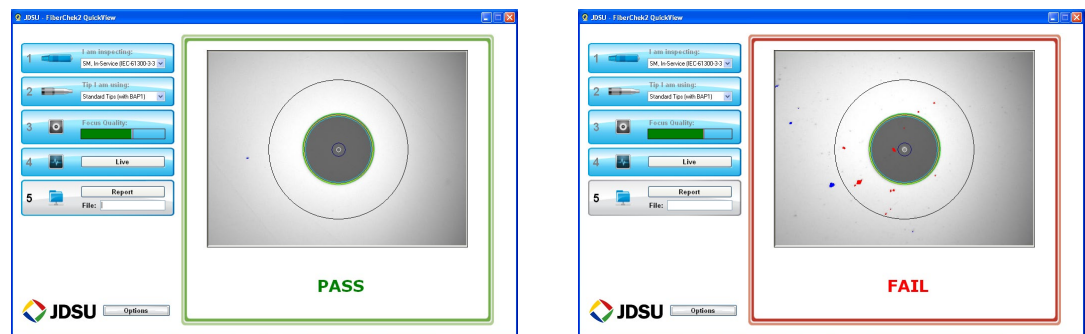 JDSU - FiberChek2 QuickView
1
I am inspecting:
SM, In-Service (IEC-61300-3-3
2
Tip I am using:
Standard Tips (with BAP1)
3
Focus Quality:
4
Live
5
Report
File:
PASS
JDSU
Options
JDSU - FiberChek2 QuickView
1
I am inspecting:
SM, In-Service (IEC-61300-3-3
2
Tip I am using:
Standard Tips (with BAP1)
3
Focus Quality:
4
Live
5
Report
File:
FAIL
JDSU
Options